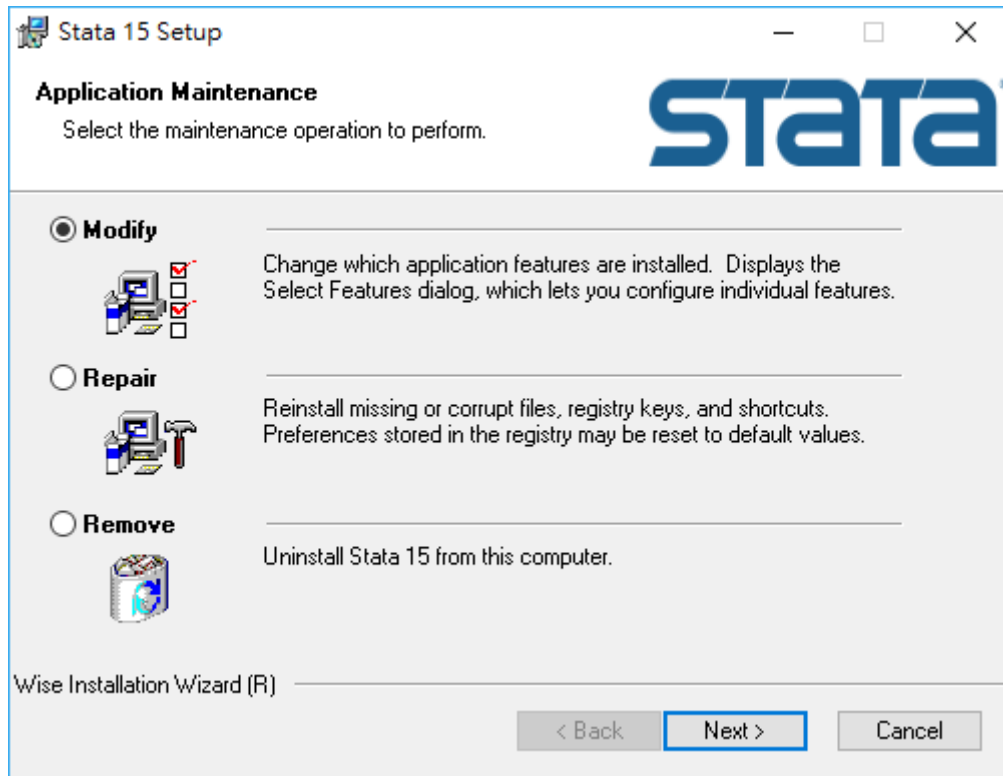 Stata 15 Setup
Application Maintenance
Select the maintenance operation to perform.
STATA
Modify
Change which application features are installed.  Displays the
Select Features dialog, which lets you configure individual features.
Repair
Reinstall missing or corrupt files, registry keys, and shortcuts.
Preferences stored in the registry may be reset to default values.
Remove
Uninstall Stata 15 from this computer.
Wise Installation Wizard (R)
< Back
Next >
Cancel